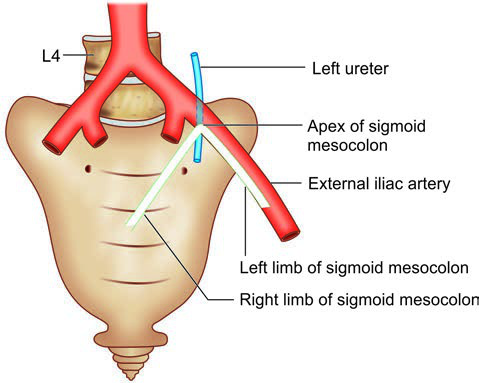 L4
Left ureter
Apex of sigmoid
mesocolon
External iliac artery
Left limb of sigmoid mesocolon
Right limb of sigmoid mesocolon